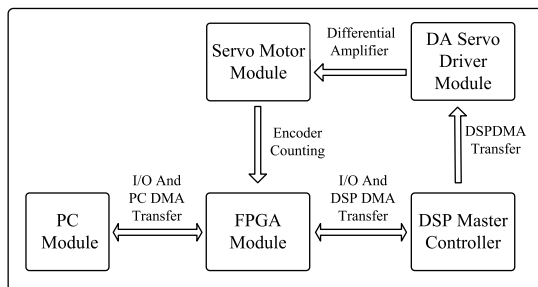 Servo Motor
Module
Differential
Amplifier
DA Servo
Driver
Module
Encoder
Counting
DSPDMA
Transfer
I/O And
PC DMA
Transfer
I/O And
DSP DMA
Transfer
PC
Module
FPGA
Module
DSP Master
Controller